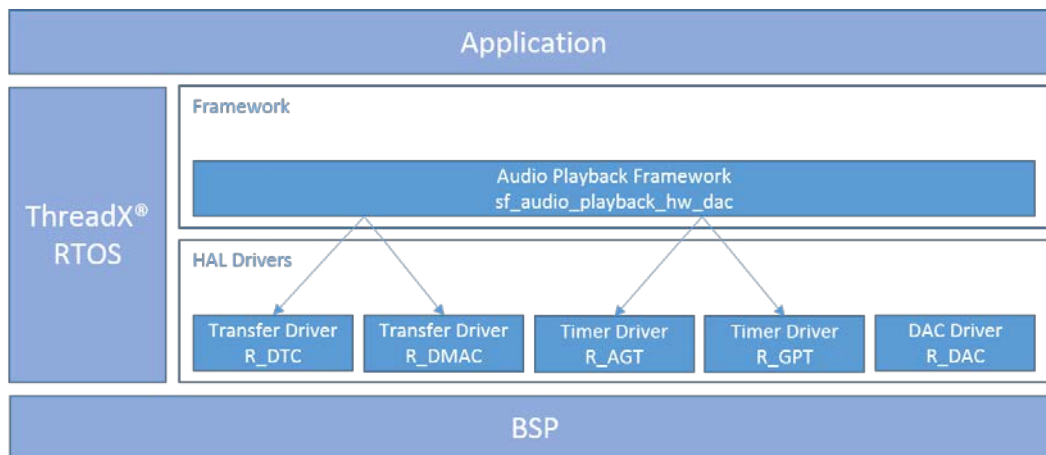 Application
ThreadX®
RTOS
Framework
Audio Playback Framework
sf_audio_playback_hw_dac
HAL Drivers
Transfer Driver
R_DTC
Transfer Driver
R_DMAC
Timer Driver
R_AGT
Timer Driver
R_GPT
DAC Driver
R_DAC
BSP